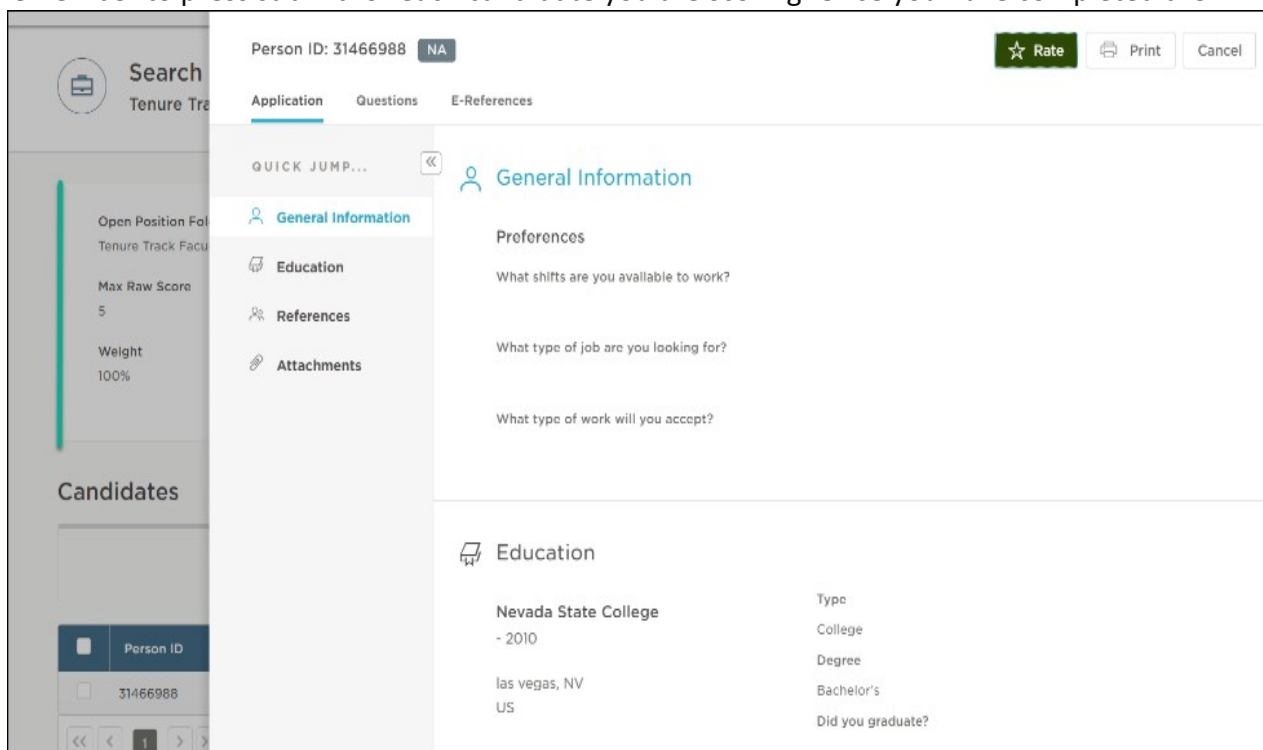 Person ID: 31466988 NA
Rate
Print
Cancel
Search
Tenure Tra
Application
Questions
E-References
QUICK JUMP...
General Information
Education
References
Attachments
Open Position Fol
Tenure Track Facu
Max Raw Score
5
Weight
100%
Candidates
Person ID
31466988
1
General Information
Preferences
What shifts are you available to work?
What type of job are you looking for?
What type of work will you accept?
Education
Nevada State College
- 2010
las vegas, NV
US
Type
College
Degree
Bachelor's
Did you graduate?